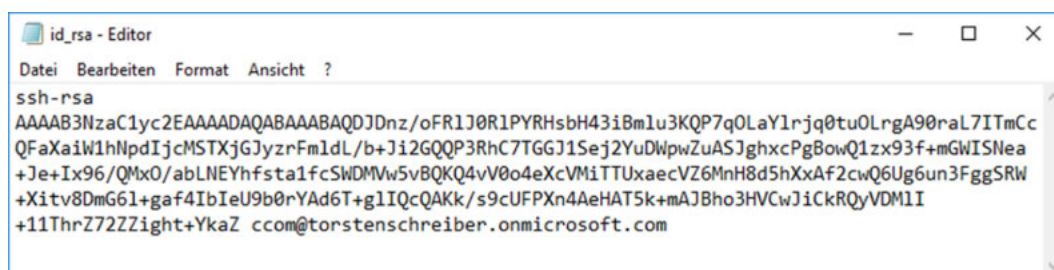 id_rsa - Editor
Datei Bearbeiten Format Ansicht ?
ssh-rsa
AAAAB3NzaC1yc2EAAAADAQABAAABAQDJDnz/oFRlJ0RlPYRHsbH43iBmlu3KQP7qOLaYlrjq0tuOLrgA90raL7ITmCc
QFaXaiW1hNpdIjcMSTXjGJyzrFmldL/b+Ji2GQQP3RhC7TGGJ1Sej2YuDWpwZuASJghxcPgBowQ1zx93f+mGWISNea
+Je+Ix96/QMxO/abLNEYhfsta1fcSWDMVw5vBQKQ4vV0o4eXcVMiTTUxaecVZ6MnH8d5hXxAf2cwQ6Ug6un3FggSRW
+Xitv8DmG6l+gaf4IbIeU9b0rYAd6T+glIQcQAKk/s9cUFPXn4AeHAT5k+mAJBho3HVCwJiCkRQyVDMlI
+11ThrZ72ZZight+YkaZ ccom@torstenschreiber.onmicrosoft.com